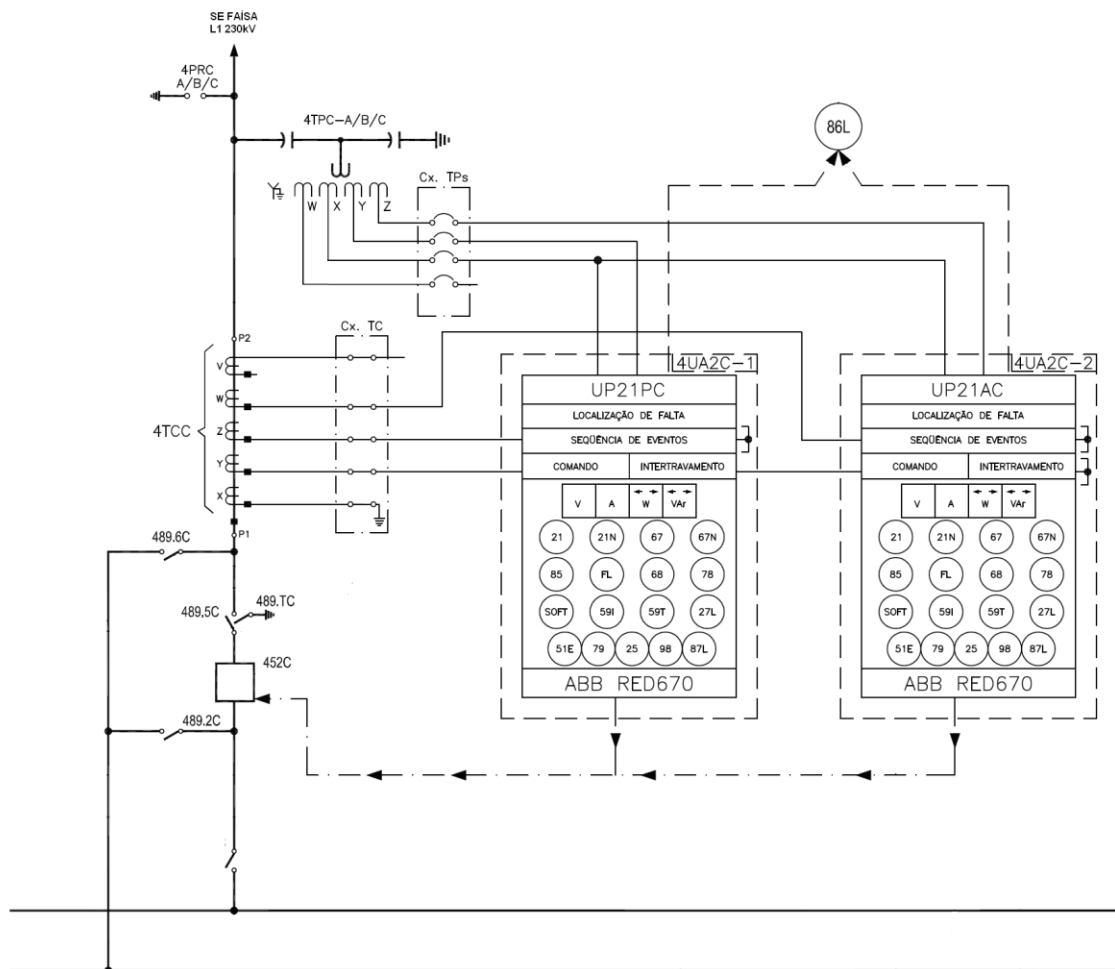 SE FAÍSA
L1 230kV
4PRC
A/B/C
4TPC-A/B/C
86L
Cx. TPs
W X Y Z
Cx. TC
P2
V
W
4TCC
Z
Y
X
P1
4UA2C-1
UP21PC
LOCALIZAÇÃO DE FALTA
SEQÜÊNCIA DE EVENTOS
COMANDO INTERTRAVAMENTO
V A W VAr
21 21N 67 67N
85 FL 68 78
SOFT 59I 59T 27L
51E 79 25 98 87L
ABB RED670
4UA2C-2
UP21AC
LOCALIZAÇÃO DE FALTA
SEQÜÊNCIA DE EVENTOS
COMANDO INTERTRAVAMENTO
V A W VAr
21 21N 67 67N
85 FL 68 78
SOFT 59I 59T 27L
51E 79 25 98 87L
ABB RED670
489.6C
489.5C
489.TC
452C
489.2C